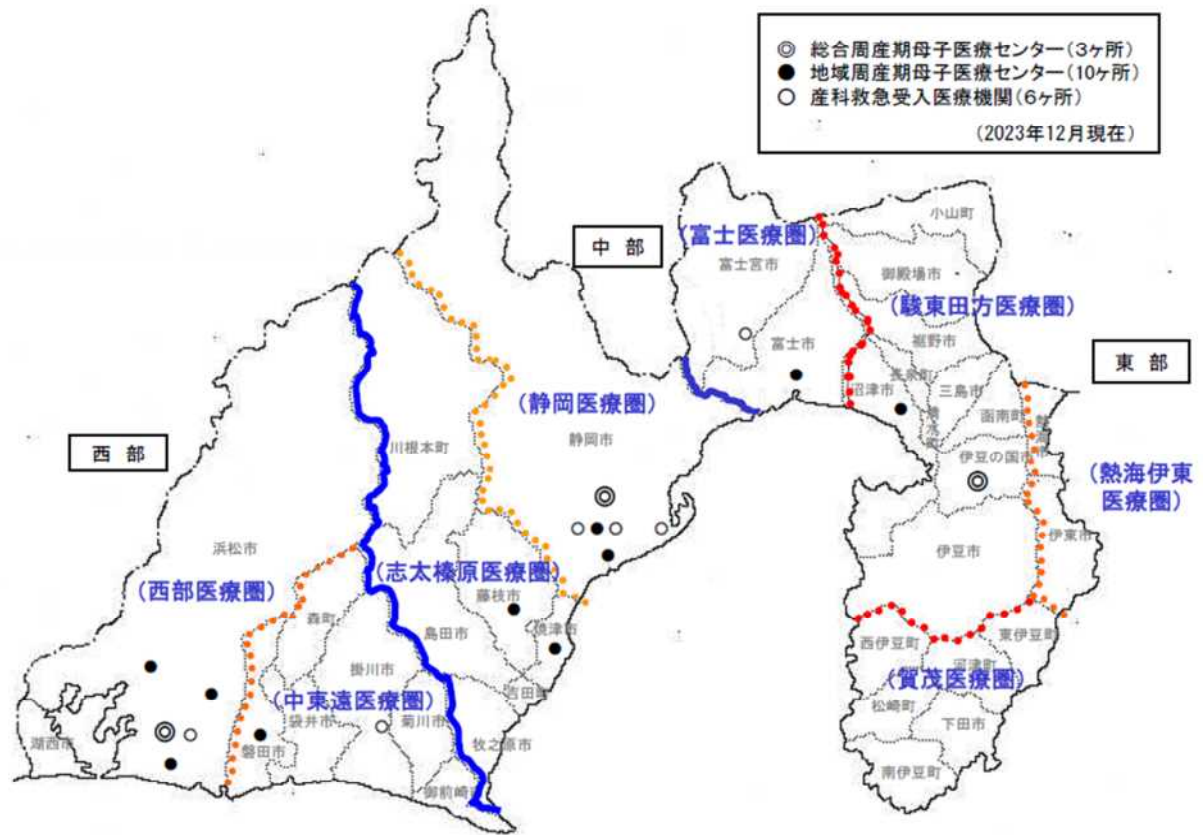 ◎ 総合周産期母子医療センター(3ヶ所)
● 地域周産期母子医療センター(10ヶ所)
○ 産科救急受入医療機関(6ヶ所)
(2023年12月現在)
小山町
中 部
(富士医療圏)
富士宮市
御殿場市
(駿東田方医療圏)
裾野市
富士市
東 部
長泉町
沼津市
三島市
清水町
函南町
熱海市
(静岡医療圏)
静岡市
川根本町
西 部
伊豆の国市
(熱海伊東
医療圏)
浜松市
伊豆市
伊東市
(西部医療圏)
(志太榛原医療圏)
藤枝市
森町
島田市
焼津市
西伊豆町
東伊豆町
掛川市
河津町
(賀茂医療圏)
吉田町
(中東遠医療圏)
袋井市
菊川市
松崎町
下田市
湖西市
磐田市
牧之原市
南伊豆町
御前崎市